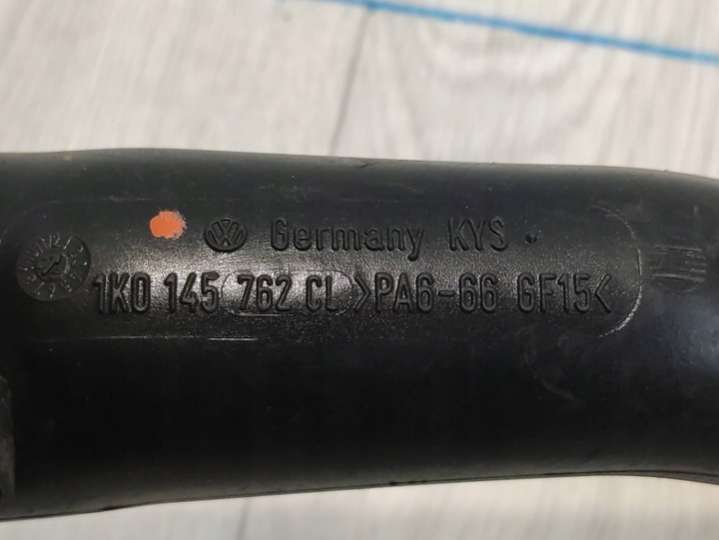 Germany KYS
1K0 145 762 CL >PA6-66 GF15<